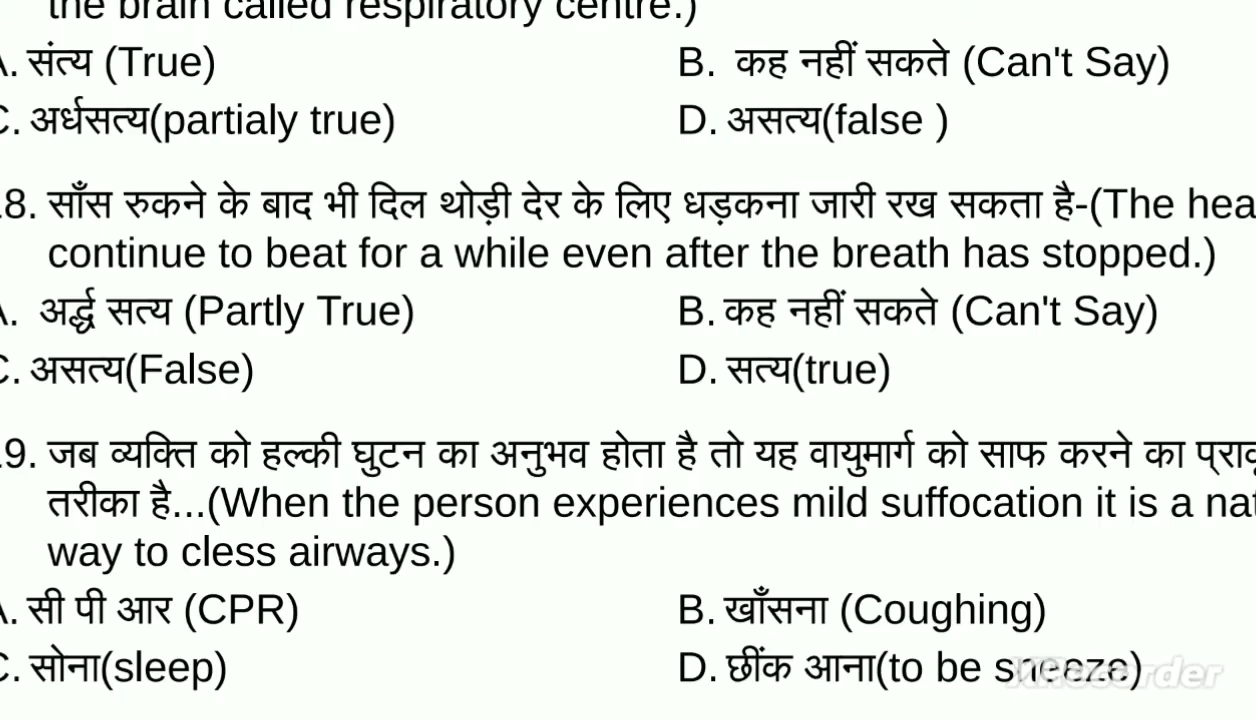 the brain called respiratory centre.)
. संत्य (True) B. कह नहीं सकते (Can't Say)
. अर्धसत्य(partialy true) D. असत्य(false )
8. साँस रुकने के बाद भी दिल थोड़ी देर के लिए धड़कना जारी रख सकता है-(The hea
continue to beat for a while even after the breath has stopped.)
. अर्द्ध सत्य (Partly True) B. कह नहीं सकते (Can't Say)
. असत्य(False) D. सत्य(true)
9. जब व्यक्ति को हल्की घुटन का अनुभव होता है तो यह वायुमार्ग को साफ करने का
तरीका है...(When the person experiences mild suffocation it is a nat
way to cless airways.)
. सी पी आर (CPR) B. खाँसना (Coughing)
. सोना(sleep) D. छींक आना(to be sneeze)